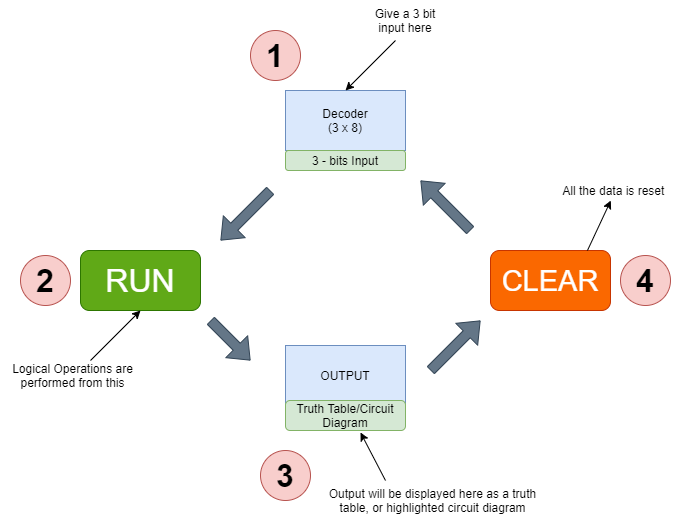 Give a 3 bit
input here
1
Decoder
(3 x 8)
3 - bits Input
All the data is reset
2
RUN
CLEAR
4
Logical Operations are
performed from this
OUTPUT
Truth Table/Circuit
Diagram
3
Output will be displayed here as a truth
table, or highlighted circuit diagram